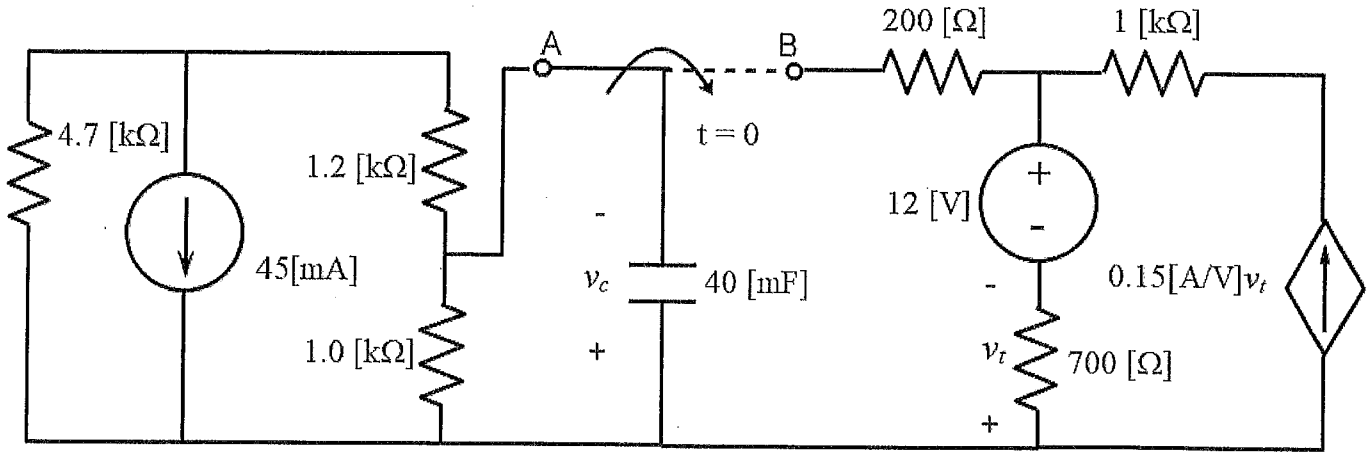 200 [Ω]
1 [kΩ]
A
B
4.7 [kΩ]
t = 0
1.2 [kΩ]
+
12 [V]
-
-
45[mA]
v_c
40 [mF]
0.15[A/V]v_t
-
1.0 [kΩ]
+
v_t
700 [Ω]
+